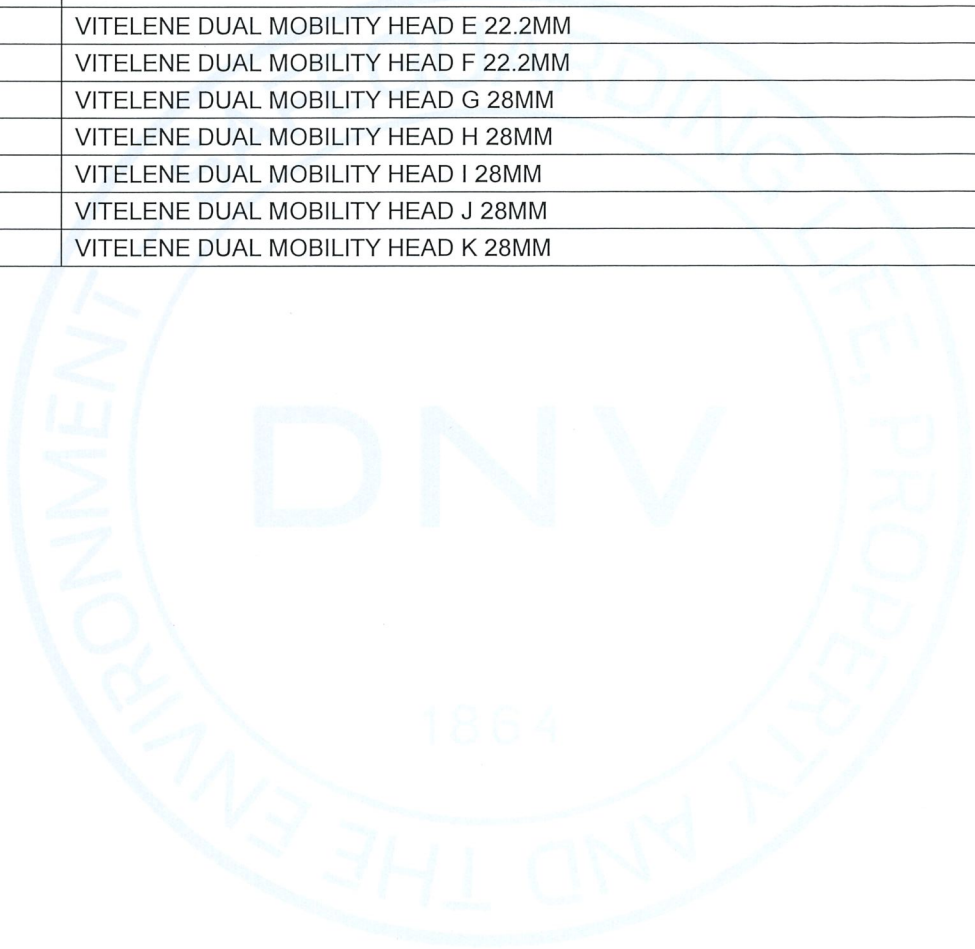 VITELENE DUAL MOBILITY HEAD E 22.2MM
VITELENE DUAL MOBILITY HEAD F 22.2MM
VITELENE DUAL MOBILITY HEAD G 28MM
VITELENE DUAL MOBILITY HEAD H 28MM
VITELENE DUAL MOBILITY HEAD I 28MM
VITELENE DUAL MOBILITY HEAD J 28MM
VITELENE DUAL MOBILITY HEAD K 28MM
SAFEGUARDING LIFE, PROPERTY AND THE ENVIRONMENT
DNV
1864